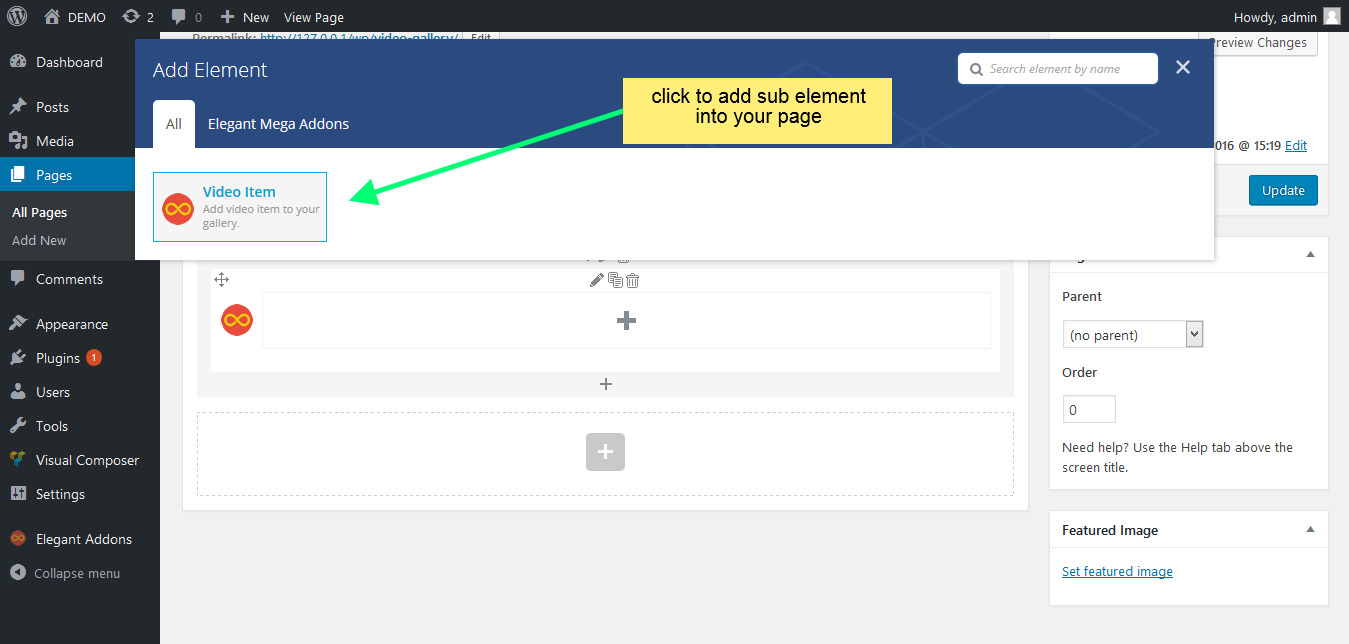 DEMO 2 0 New View Page Howdy, admin
Permalink: http://127.0.0.1/wp/video-gallery/ Edit
Preview Changes
Dashboard
Posts
Media
Pages
All Pages
Add New
Comments
Appearance
Plugins 1
Users
Tools
Visual Composer
Settings
Elegant Addons
Collapse menu
Add Element
Search element by name
All Elegant Mega Addons
click to add sub element
into your page
Video Item
Add video item to your
gallery.
016 @ 15:19 Edit
Update
Parent
(no parent)
Order
0
Need help? Use the Help tab above the
screen title.
Featured Image
Set featured image